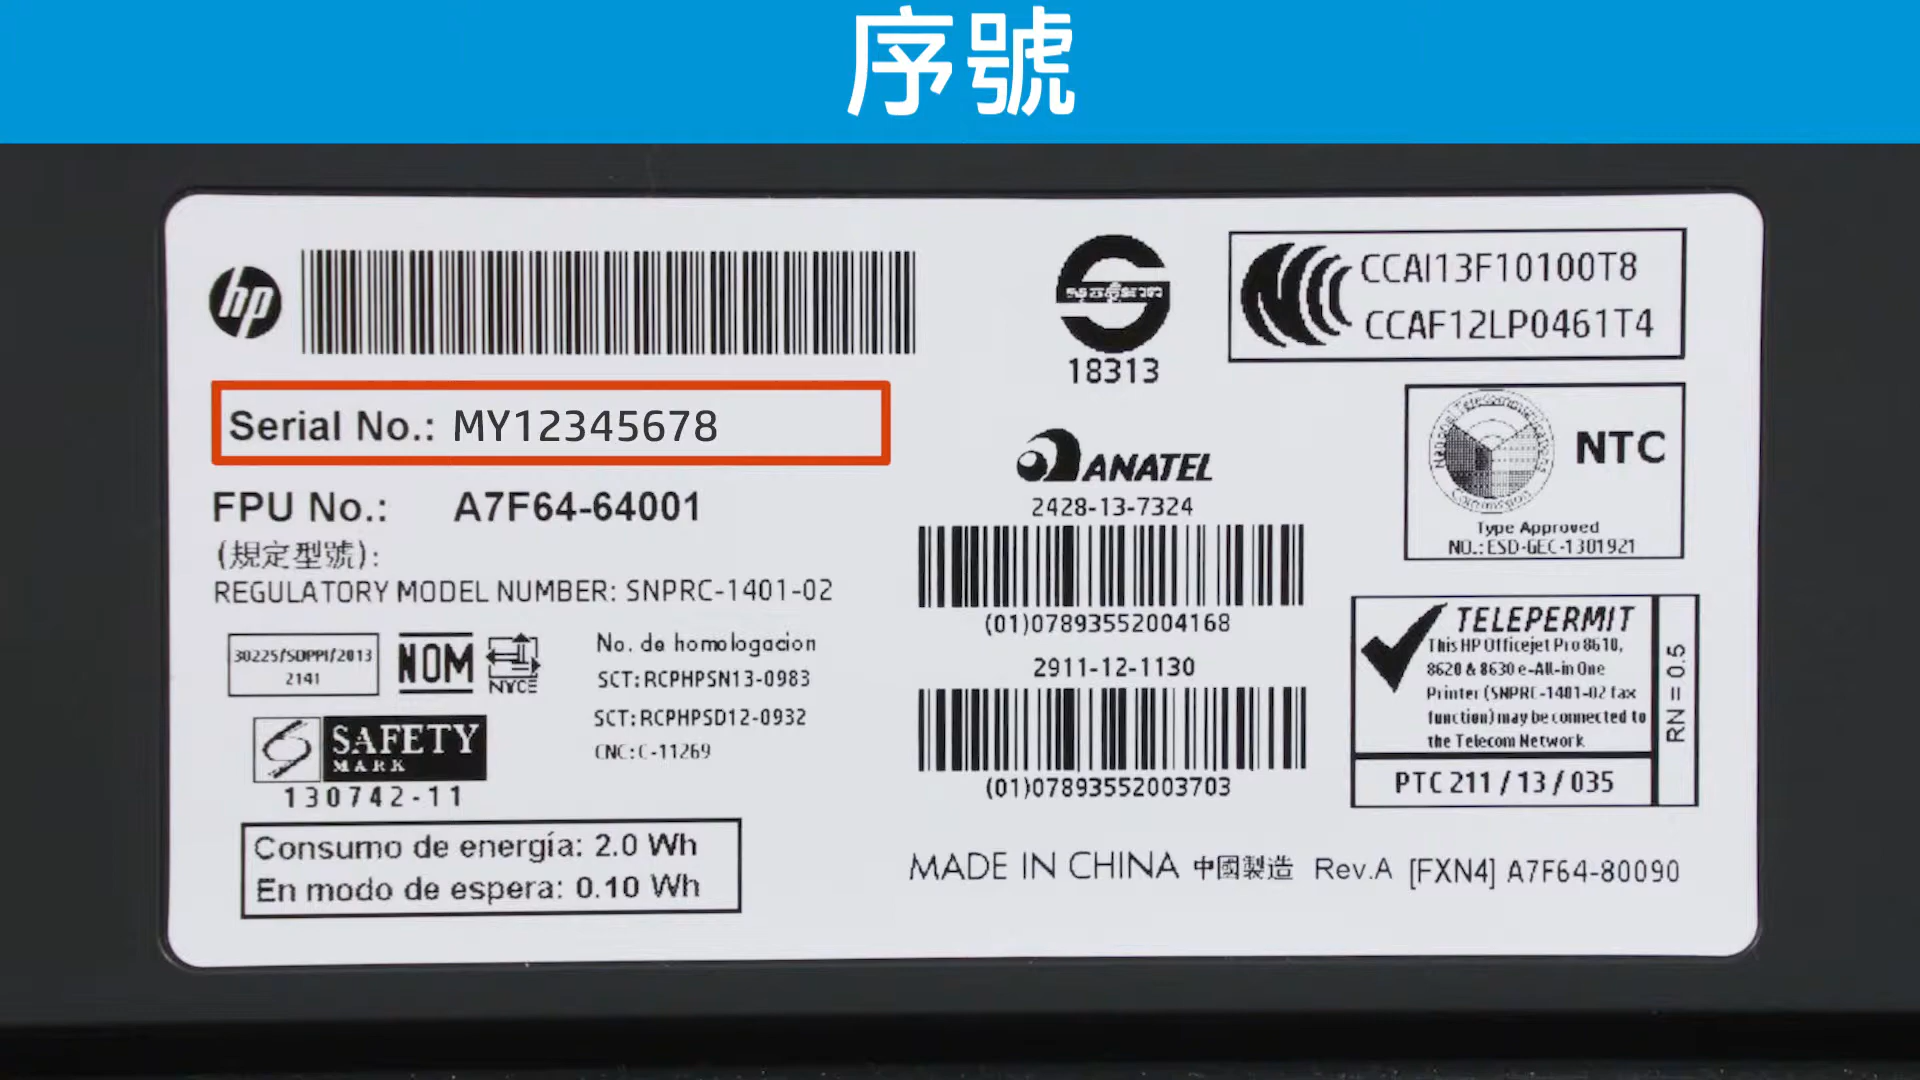 序號
hp
Serial No.: MY12345678
FPU No.: A7F64-64001
(規定型號):
REGULATORY MODEL NUMBER: SNPRC-1401-02
30225/SDPPI/2013
2141
NOM
NYCE
No. de homologacion
SCT:RCPHPSN13-0983
SCT:RCPHPSD12-0932
CNC:C-11269
SAFETY
MARK
130742-11
Consumo de energía: 2.0 Wh
En modo de espera: 0.10 Wh
18313
CCAI13F10100T8
CCAF12LP0461T4
ANATEL
2428-13-7324
(01)07893552004168
2911-12-1130
(01)07893552003703
NTC
Type Approved
NO.:ESD-GEC-1301921
TELEPERMIT
This HP Officejet Pro 8610,
8620 & 8630 e-All-in One
Printer (SNPRC-1401-02 fax
function) may be connected to
the Telecom Network
PTC 211 / 13 / 035
RN = 0.5
MADE IN CHINA 中國製造 Rev.A [FXN4] A7F64-80090